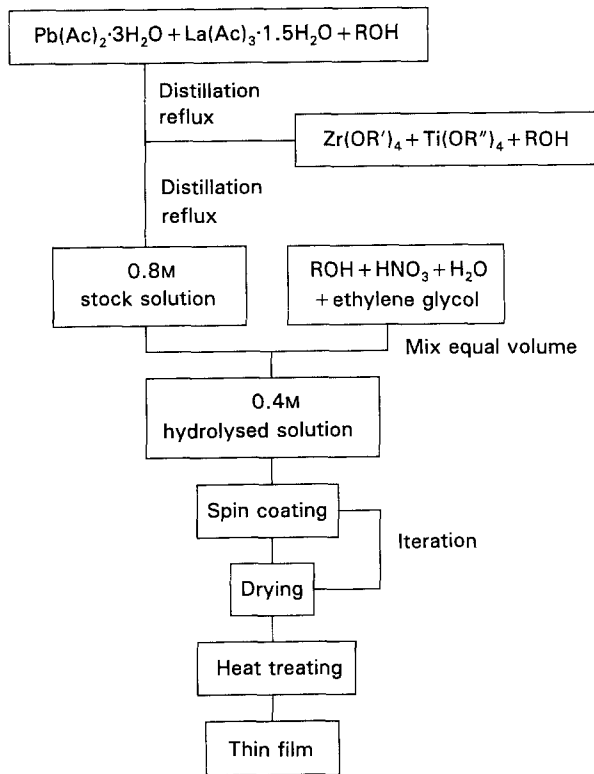 Pb(Ac)₂·3H₂O + La(Ac)₃·1.5H₂O + ROH
Distillation
reflux
Zr(OR′)₄ + Ti(OR″)₄ + ROH
Distillation
reflux
0.8M
stock solution
ROH + HNO₃ + H₂O
+ ethylene glycol
Mix equal volume
0.4M
hydrolysed solution
Spin coating
Iteration
Drying
Heat treating
Thin film